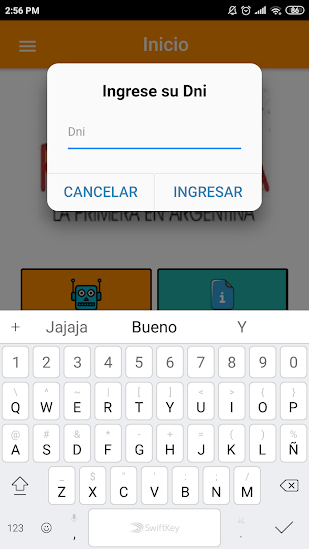 2:56 PM
86
Inicio
Ingrese su Dni
Dni
CANCELAR
INGRESAR
LA PRIMERA EN ARGENTINA
+ Jajaja Bueno Y
1 2 3 4 5 6 7 8 9 0
Q W E R T Y U I O P
A S D F G H J K L Ñ
Z X C V B N M
123
SwiftKey